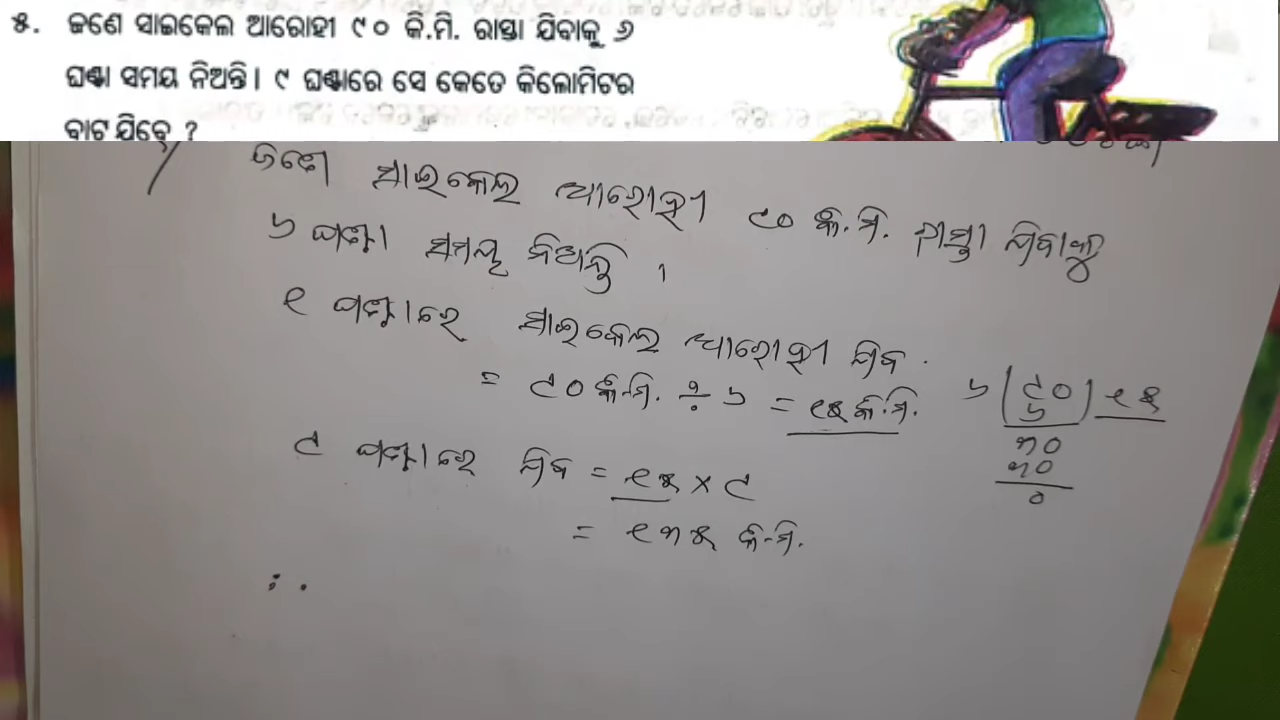 ୫. ଜଣେ ସାଇକେଲ ଆରୋହୀ ୯୦ କି.ମି. ରାସ୍ତା ଯିବାକୁ ୬
ଘଣ୍ଟା ସମୟ ନିଅନ୍ତି। ୯ ଘଣ୍ଟାରେ ସେ କେତେ କିଲୋମିଟର
ବାଟ ଯିବେ ?
ଜଣେ ସାଇକେଲ ଆରୋହୀ ୯୦ କି.ମି. ରାସ୍ତା ଯିବାକୁ
୬ ଘଣ୍ଟା ସମୟ ନିଅନ୍ତି ।
୧ ଘଣ୍ଟାରେ ସାଇକେଲ ଆରୋହୀ ଯିବ .
= ୯୦ କି.ମି. ÷ ୬ = ୧୫ କି.ମି.
୬ ) ୯୦ ) ୧୫
୬
୩୦
୩୦
୦
୯ ଘଣ୍ଟାରେ ଯିବ = ୧୫ × ୯
= ୧୩୫ କି.ମି.